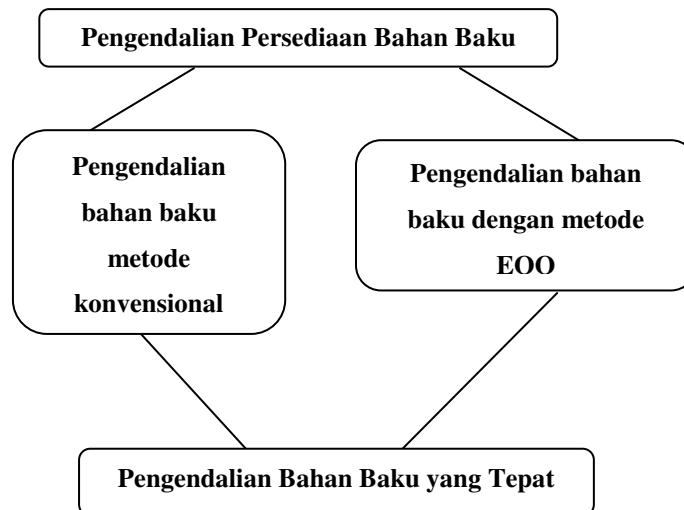 Pengendalian Persediaan Bahan Baku
Pengendalian
bahan baku
metode
konvensional
Pengendalian bahan
baku dengan metode
EOO
Pengendalian Bahan Baku yang Tepat